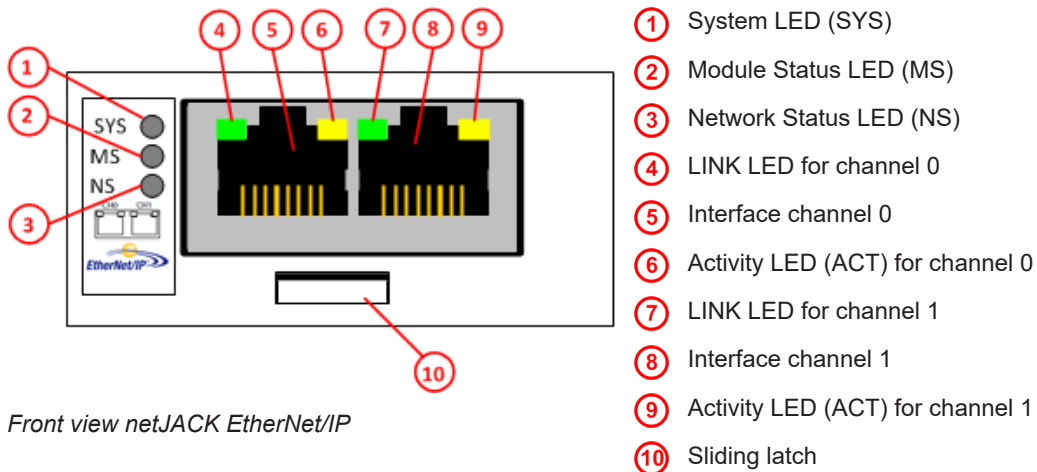 4 5 6 7 8 9
1
2
3
SYS
MS
NS
CH0 CH1
EtherNet/IP
10
Front view netJACK EtherNet/IP
1 System LED (SYS)
2 Module Status LED (MS)
3 Network Status LED (NS)
4 LINK LED for channel 0
5 Interface channel 0
6 Activity LED (ACT) for channel 0
7 LINK LED for channel 1
8 Interface channel 1
9 Activity LED (ACT) for channel 1
10 Sliding latch